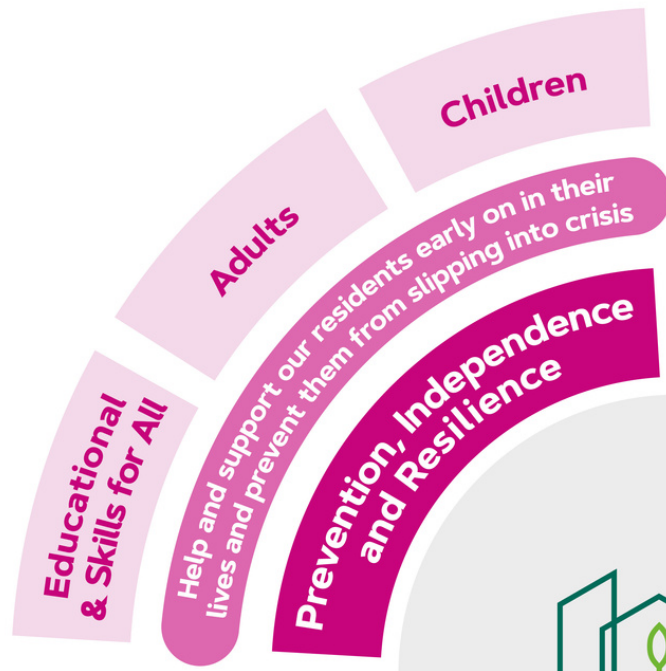 Children
Adults
Educational
& Skills for All
Help and support our residents early on in their
lives and prevent them from slipping into crisis
Prevention, Independence
and Resilience